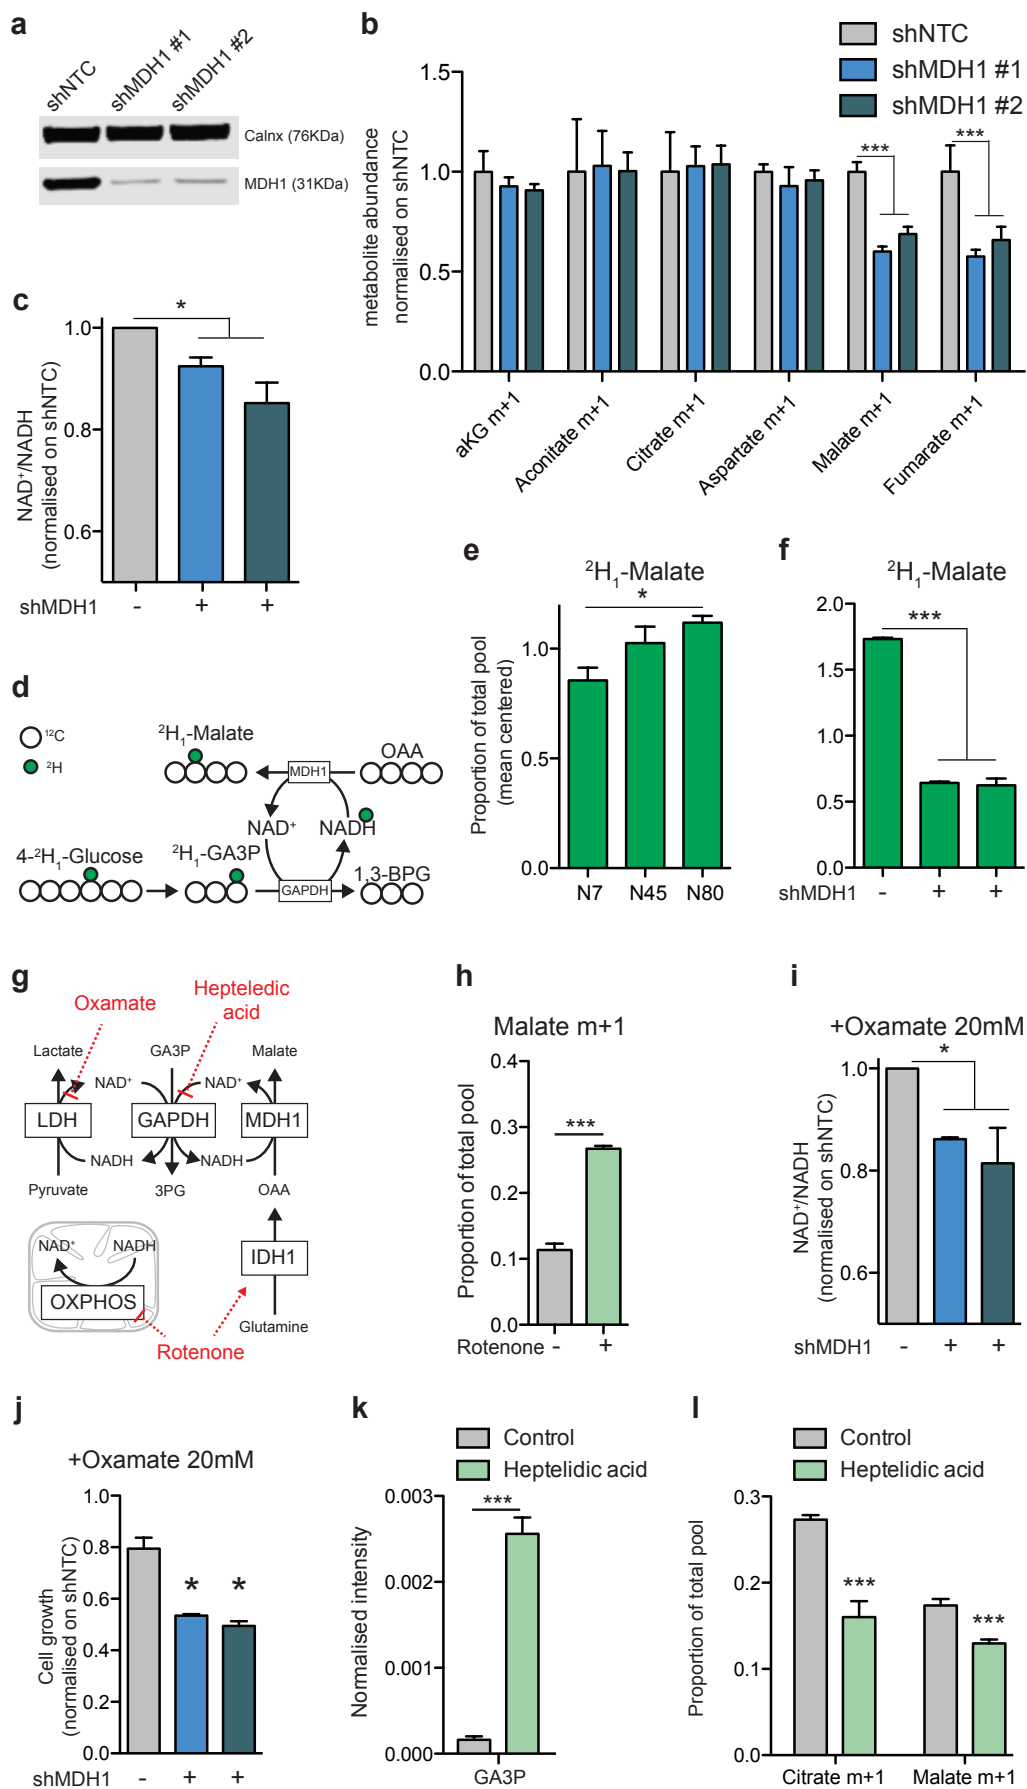 a
shNTC
shMDH1 #1
shMDH1 #2
Calnx (76KDa)
MDH1 (31KDa)
b
shNTC
shMDH1 #1
shMDH1 #2
metabolite abundance
normalised on shNTC
1.5
1.0
0.5
0.0
***
***
aKG m+1
Aconitate m+1
Citrate m+1
Aspartate m+1
Malate m+1
Fumarate m+1
c
NAD⁺/NADH
(normalised on shNTC)
1.0
0.8
0.6
*
shMDH1 - + +
d
¹²C
²H
²H₁-Malate
MDH1
OAA
NAD⁺
NADH
4-²H₁-Glucose
²H₁-GA3P
GAPDH
1,3-BPG
e
²H₁-Malate
*
Proportion of total pool
(mean centered)
1.0
0.5
0.0
N7 N45 N80
f
²H₁-Malate
***
2.0
1.5
1.0
0.5
0.0
shMDH1 - + +
g
Oxamate
Hepteledic
acid
Lactate
GA3P
Malate
NAD⁺
NAD⁺
LDH
GAPDH
MDH1
NADH
NADH
Pyruvate
3PG
OAA
NAD⁺
NADH
OXPHOS
IDH1
Glutamine
Rotenone
h
Malate m+1
Proportion of total pool
0.4
0.3
0.2
0.1
0.0
***
Rotenone - +
i
+Oxamate 20mM
*
NAD⁺/NADH
(normalised on shNTC)
1.0
0.8
0.6
shMDH1 - + +
j
+Oxamate 20mM
Cell growth
(normalised on shNTC)
1.0
0.8
0.6
0.4
0.2
0.0
* *
shMDH1 - + +
k
Control
Heptelidic acid
Normalised intensity
0.003
0.002
0.001
0.000
***
GA3P
l
Control
Heptelidic acid
Proportion of total pool
0.3
0.2
0.1
0.0
***
***
Citrate m+1 Malate m+1